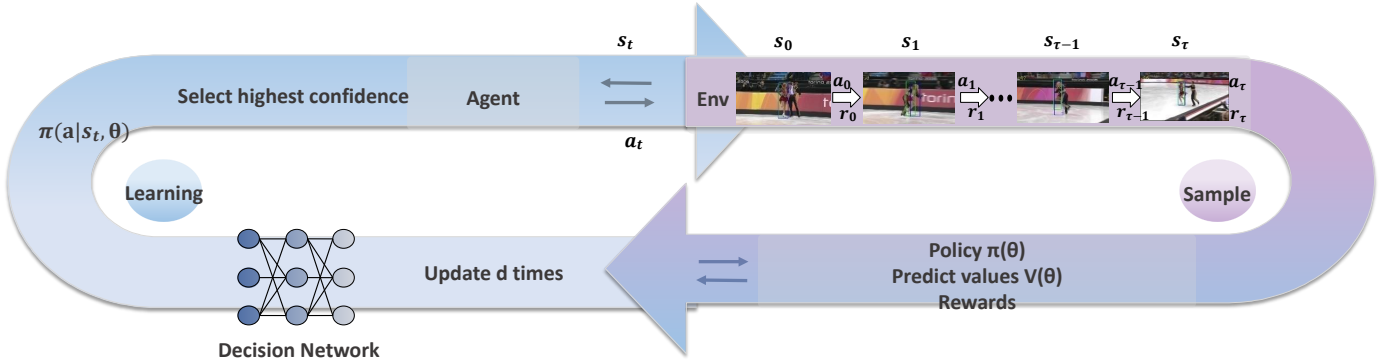 s_t
s_0
s_1
s_{τ−1}
s_τ
Select highest confidence
Agent
Env
a_0
a_1
a_{τ−1}
a_τ
r_0
r_1
r_{τ−1}
r_τ
torino
π(a|s_t, θ)
a_t
Learning
Sample
Policy π(θ)
Update d times
Predict values V(θ)
Rewards
Decision Network